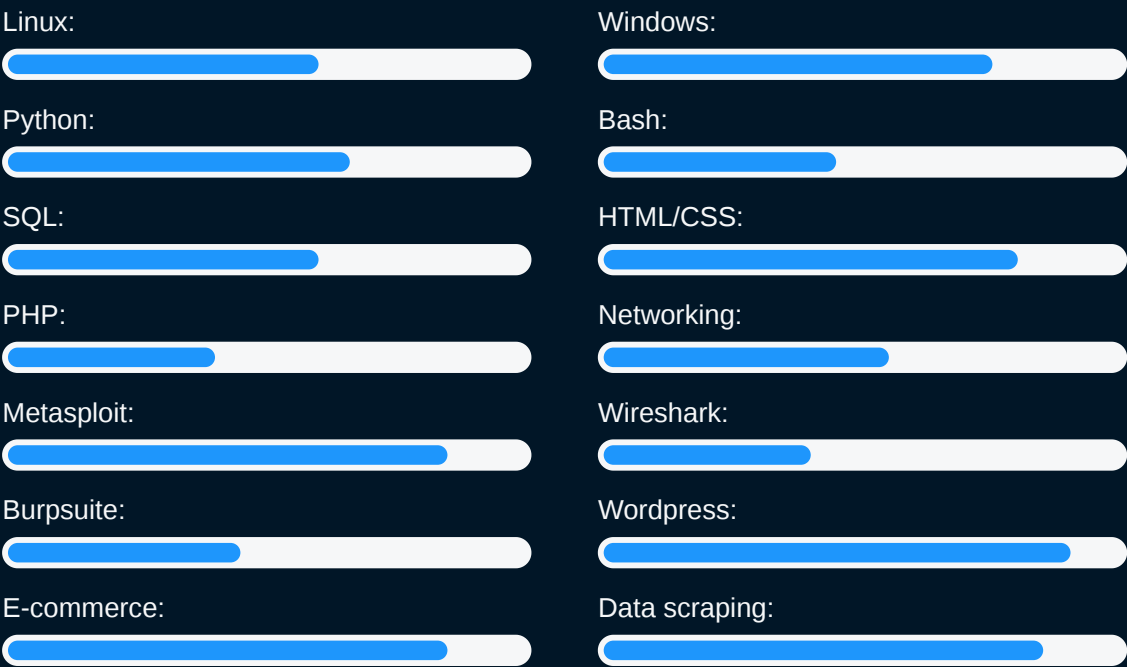 Linux:
Windows:
Python:
Bash:
SQL:
HTML/CSS:
PHP:
Networking:
Metasploit:
Wireshark:
Burpsuite:
Wordpress:
E-commerce:
Data scraping: